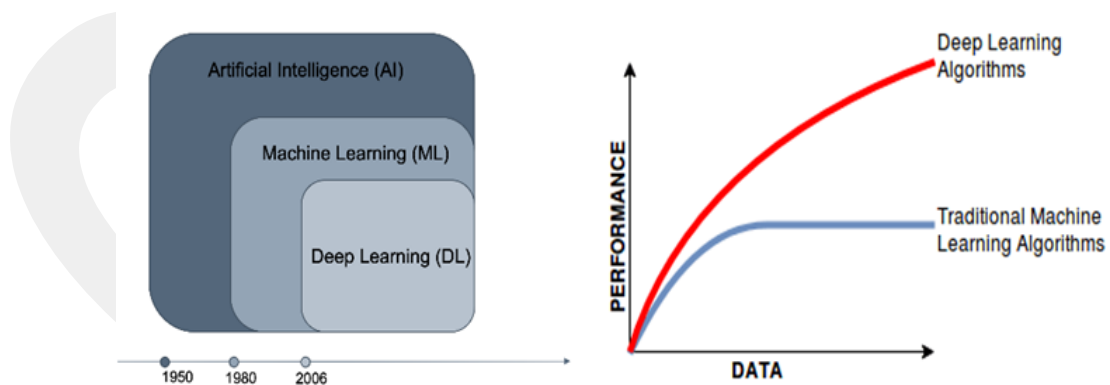 Artificial Intelligence (AI)
Machine Learning (ML)
Deep Learning (DL)
1950
1980
2006
Deep Learning
Algorithms
Traditional Machine
Learning Algorithms
PERFORMANCE
DATA